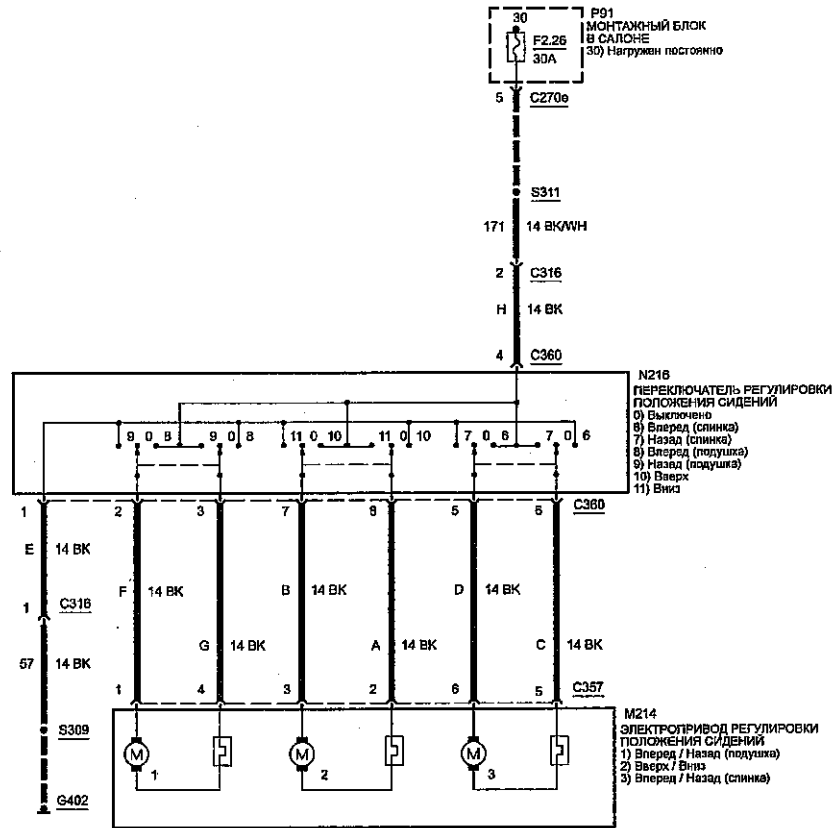 30
P91
МОНТАЖНЫЙ БЛОК
В САЛОНЕ
30) Нагружен постоянно
F2.26
30A
5 C270e
S311
171 14 BK/WH
2 C316
H 14 BK
4 C360
N216
ПЕРЕКЛЮЧАТЕЛЬ РЕГУЛИРОВКИ
ПОЛОЖЕНИЯ СИДЕНИЙ
0) Выключено
6) Вперед (спинка)
7) Назад (спинка)
8) Вперед (подушка)
9) Назад (подушка)
10) Вверх
11) Вниз
9 0 8 9 0 8 11 0 10 11 0 10 7 0 6 7 0 6
1 2 3 7 8 5 6 C360
E 14 BK
F 14 BK B 14 BK D 14 BK
1 C316
G 14 BK A 14 BK C 14 BK
57 14 BK
1 4 3 2 6 5 C357
S309
G402
M214
ЭЛЕКТРОПРИВОД РЕГУЛИРОВКИ
ПОЛОЖЕНИЯ СИДЕНИЙ
1) Вперед / Назад (подушка)
2) Вверх / Вниз
3) Вперед / Назад (спинка)
M M M
1 2 3